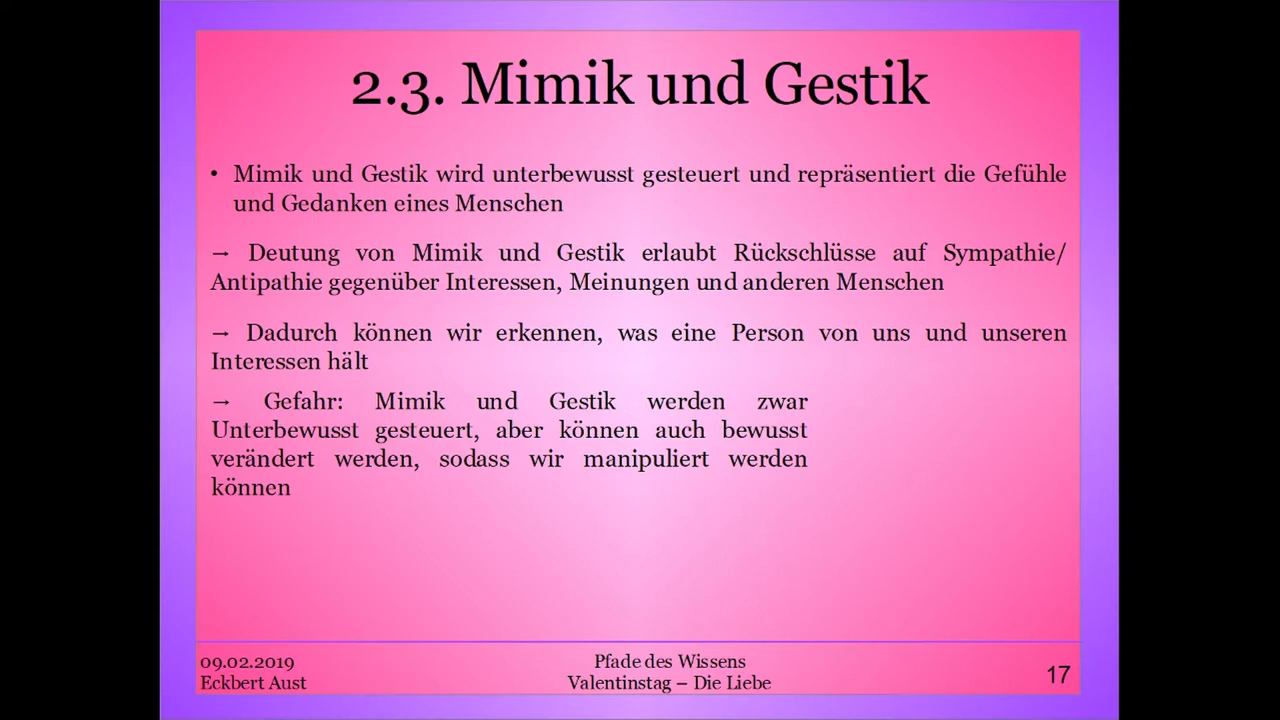 2.3. Mimik und Gestik
• Mimik und Gestik wird unterbewusst gesteuert und repräsentiert die Gefühle
und Gedanken eines Menschen
→ Deutung von Mimik und Gestik erlaubt Rückschlüsse auf Sympathie/
Antipathie gegenüber Interessen, Meinungen und anderen Menschen
→ Dadurch können wir erkennen, was eine Person von uns und unseren
Interessen hält
→ Gefahr: Mimik und Gestik werden zwar
Unterbewusst gesteuert, aber können auch bewusst
verändert werden, sodass wir manipuliert werden
können
09.02.2019
Eckbert Aust
Pfade des Wissens
Valentinstag – Die Liebe
17